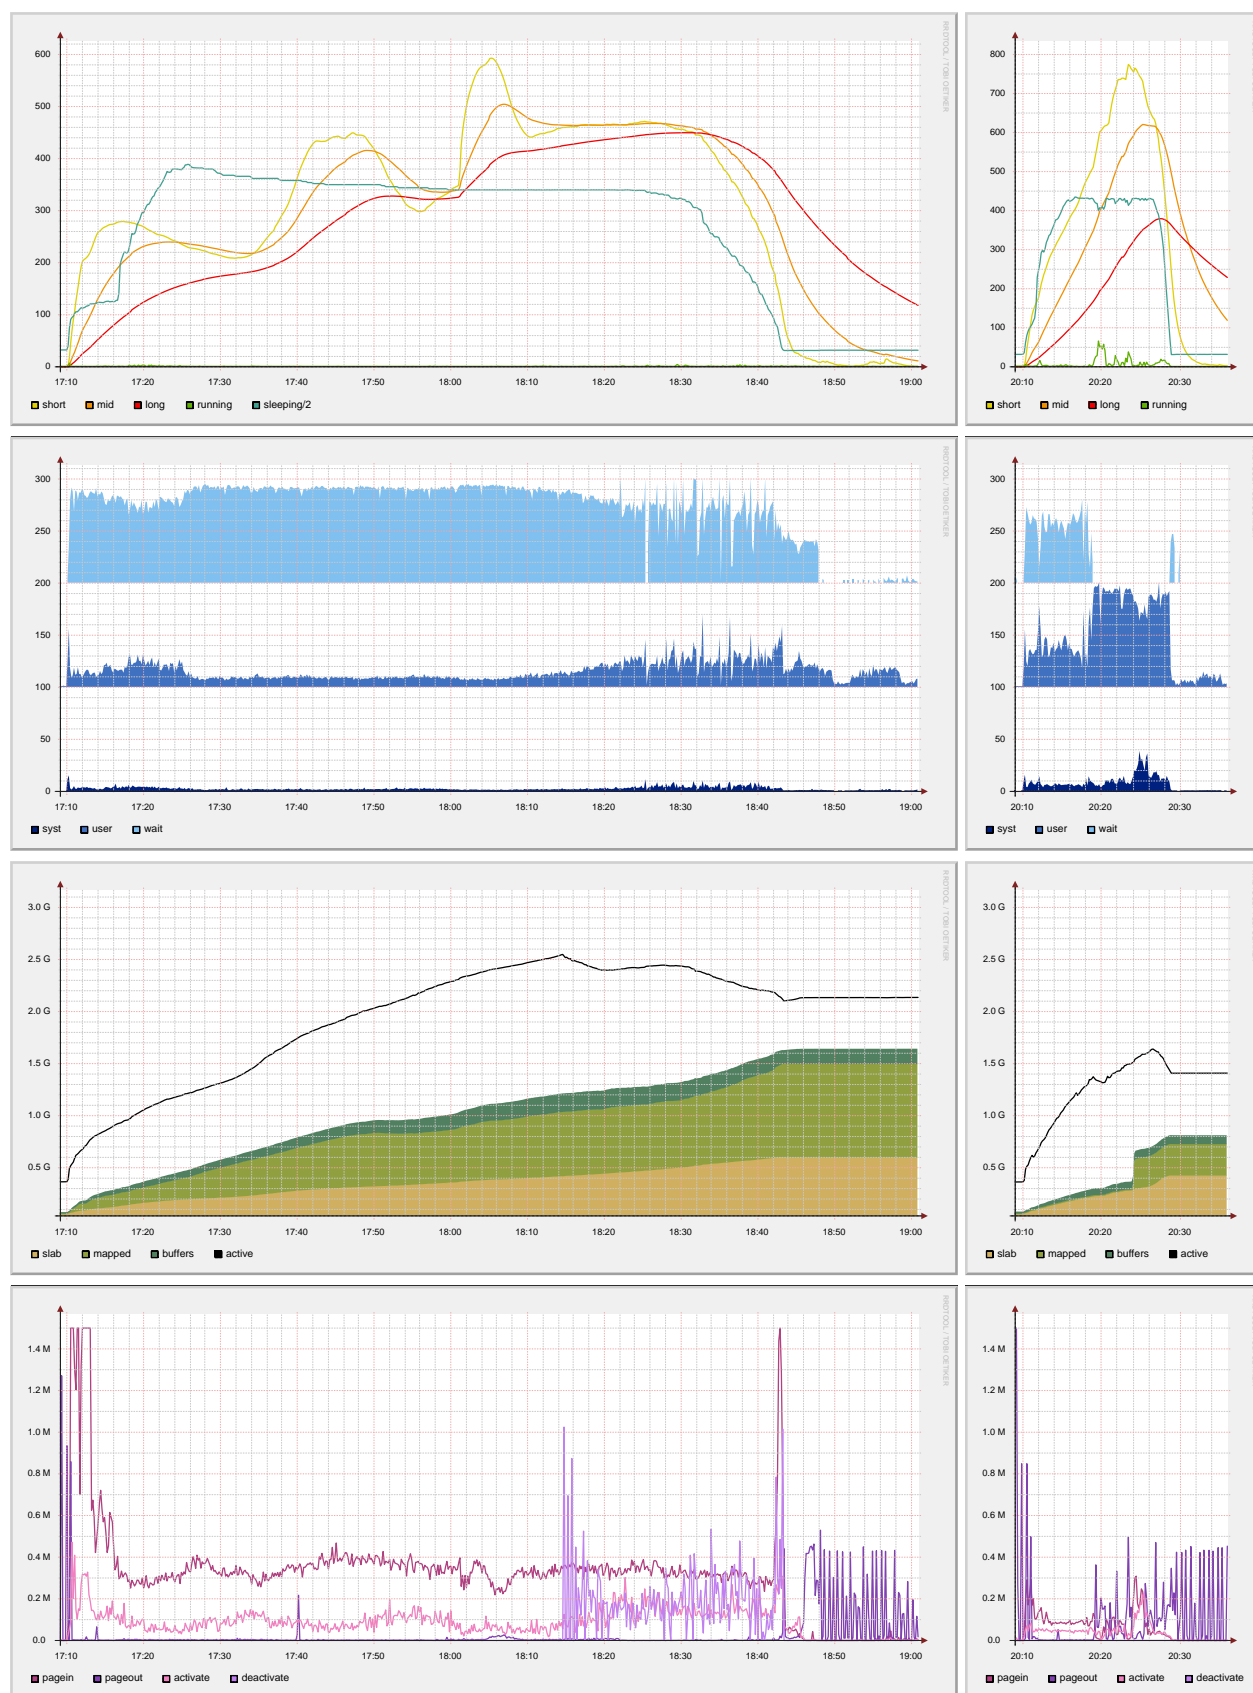 RRDTOOL / TOBI OETIKER
600
500
400
300
200
100
0
17:10 17:20 17:30 17:40 17:50 18:00 18:10 18:20 18:30 18:40 18:50 19:00
short mid long running sleeping/2
800
700
600
500
400
300
200
100
0
20:10 20:20 20:30
short mid long running
RRDTOOL / TOBI OETIKER
300
250
200
150
100
50
0
17:10 17:20 17:30 17:40 17:50 18:00 18:10 18:20 18:30 18:40 18:50 19:00
syst user wait
300
250
200
150
100
50
0
20:10 20:20 20:30
syst user wait
RRDTOOL / TOBI OETIKER
3.0 G
2.5 G
2.0 G
1.5 G
1.0 G
0.5 G
17:10 17:20 17:30 17:40 17:50 18:00 18:10 18:20 18:30 18:40 18:50 19:00
slab mapped buffers active
3.0 G
2.5 G
2.0 G
1.5 G
1.0 G
0.5 G
20:10 20:20 20:30
slab mapped buffers active
RRDTOOL / TOBI OETIKER
1.4 M
1.2 M
1.0 M
0.8 M
0.6 M
0.4 M
0.2 M
0.0
17:10 17:20 17:30 17:40 17:50 18:00 18:10 18:20 18:30 18:40 18:50 19:00
pagein pageout activate deactivate
1.4 M
1.2 M
1.0 M
0.8 M
0.6 M
0.4 M
0.2 M
0.0
20:10 20:20 20:30
pagein pageout activate deactivate